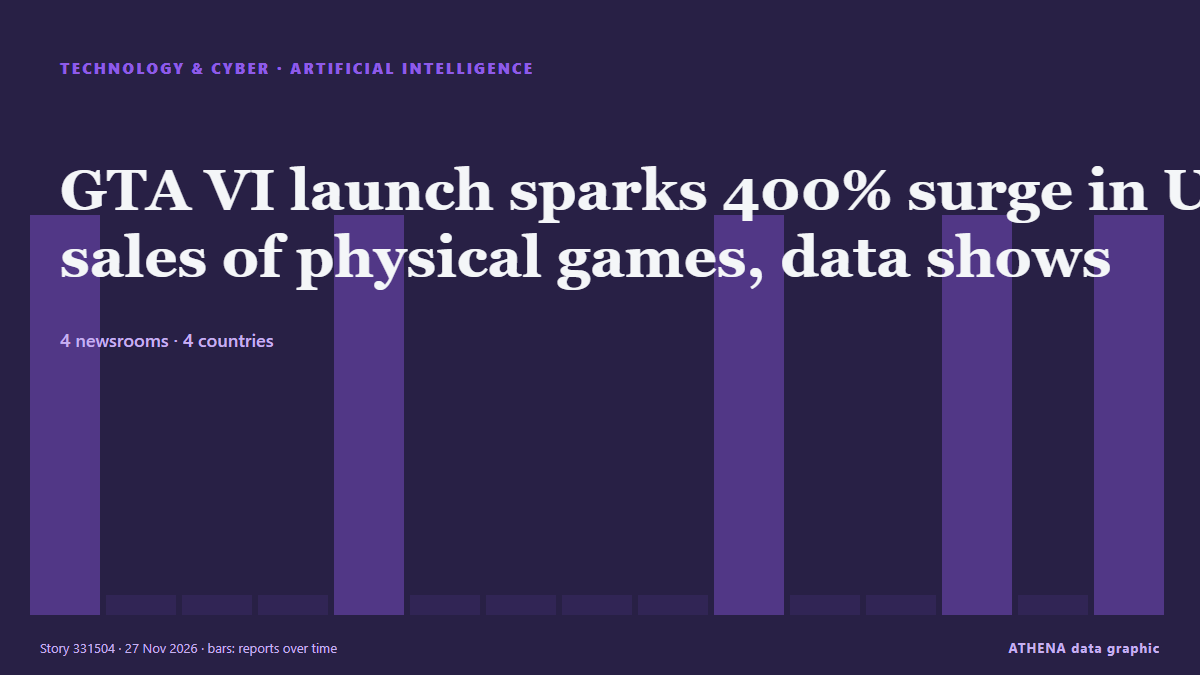 TECHNOLOGY & CYBER · ARTIFICIAL INTELLIGENCE
GTA VI launch sparks 400% surge in
sales of physical games, data shows
4 newsrooms · 4 countries
Story 331504 · 27 Nov 2026 · bars: reports over time
ATHENA data graphic